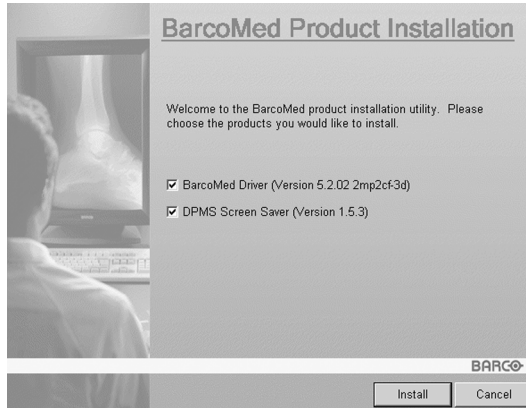 BarcoMed Product Installation
Welcome to the BarcoMed product installation utility. Please
choose the products you would like to install.
BarcoMed Driver (Version 5.2.02 2mp2cf-3d)
DPMS Screen Saver (Version 1.5.3)
BARCO
Install
Cancel